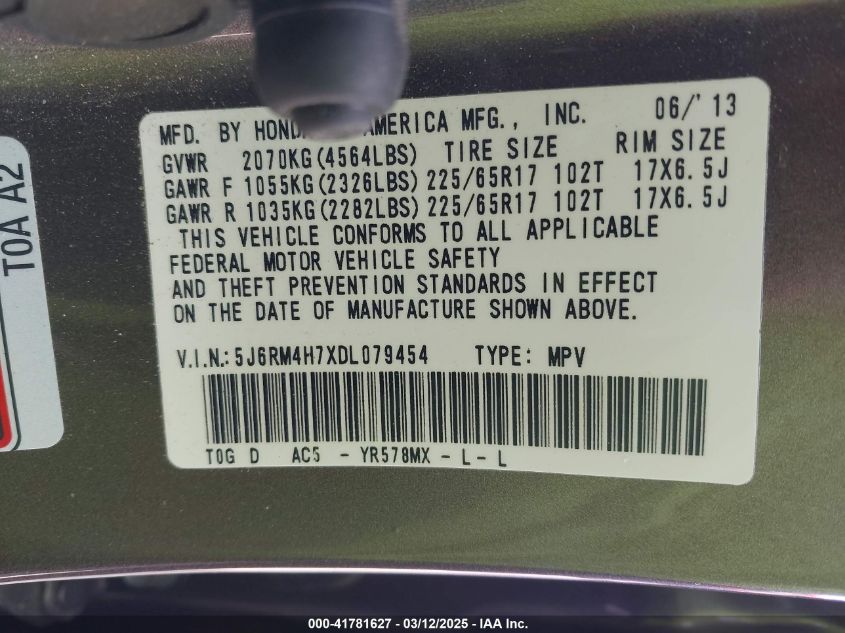 MFD. BY HONDA AMERICA MFG., INC. 06/'13
GVWR 2070KG(4564LBS) TIRE SIZE RIM SIZE
GAWR F 1055KG(2326LBS) 225/65R17 102T 17X6.5J
GAWR R 1035KG(2282LBS) 225/65R17 102T 17X6.5J
THIS VEHICLE CONFORMS TO ALL APPLICABLE
FEDERAL MOTOR VEHICLE SAFETY
AND THEFT PREVENTION STANDARDS IN EFFECT
ON THE DATE OF MANUFACTURE SHOWN ABOVE.
V.I.N.: 5J6RM4H7XDL079454 TYPE: MPV
T0G D AC5 - YR578MX - L - L
T0A A2
000-41781627 - 03/12/2025 - IAA Inc.